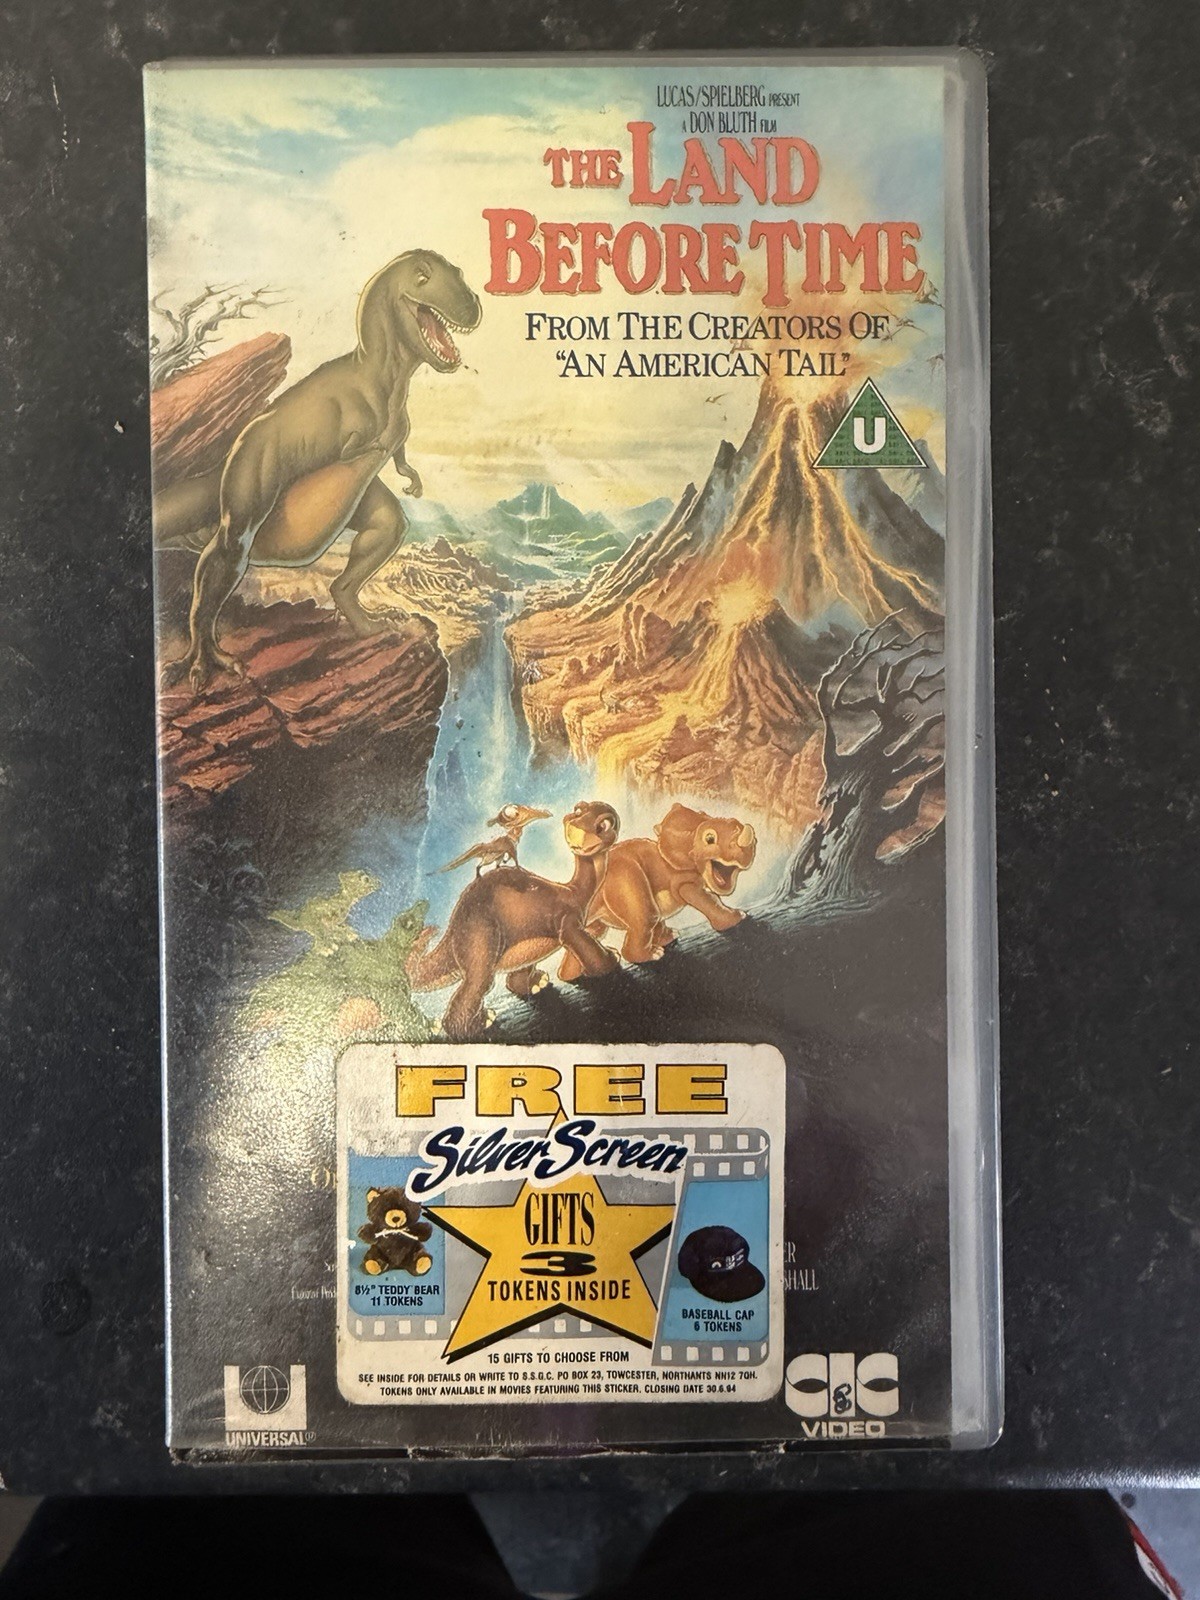 LUCAS/SPIELBERG PRESENT
A DON BLUTH FILM
THE LAND
BEFORE TIME
FROM THE CREATORS OF
"AN AMERICAN TAIL"
U
FREE
Silver Screen
GIFTS
3
TOKENS INSIDE
8½" TEDDY BEAR
11 TOKENS
BASEBALL CAP
6 TOKENS
15 GIFTS TO CHOOSE FROM
SEE INSIDE FOR DETAILS OR WRITE TO S.S.G.C. PO BOX 23, TOWCESTER, NORTHANTS NN12 7QH.
TOKENS ONLY AVAILABLE IN MOVIES FEATURING THIS STICKER. CLOSING DATE 30.6.94
ER
SHALL
UNIVERSAL
CIC
VIDEO